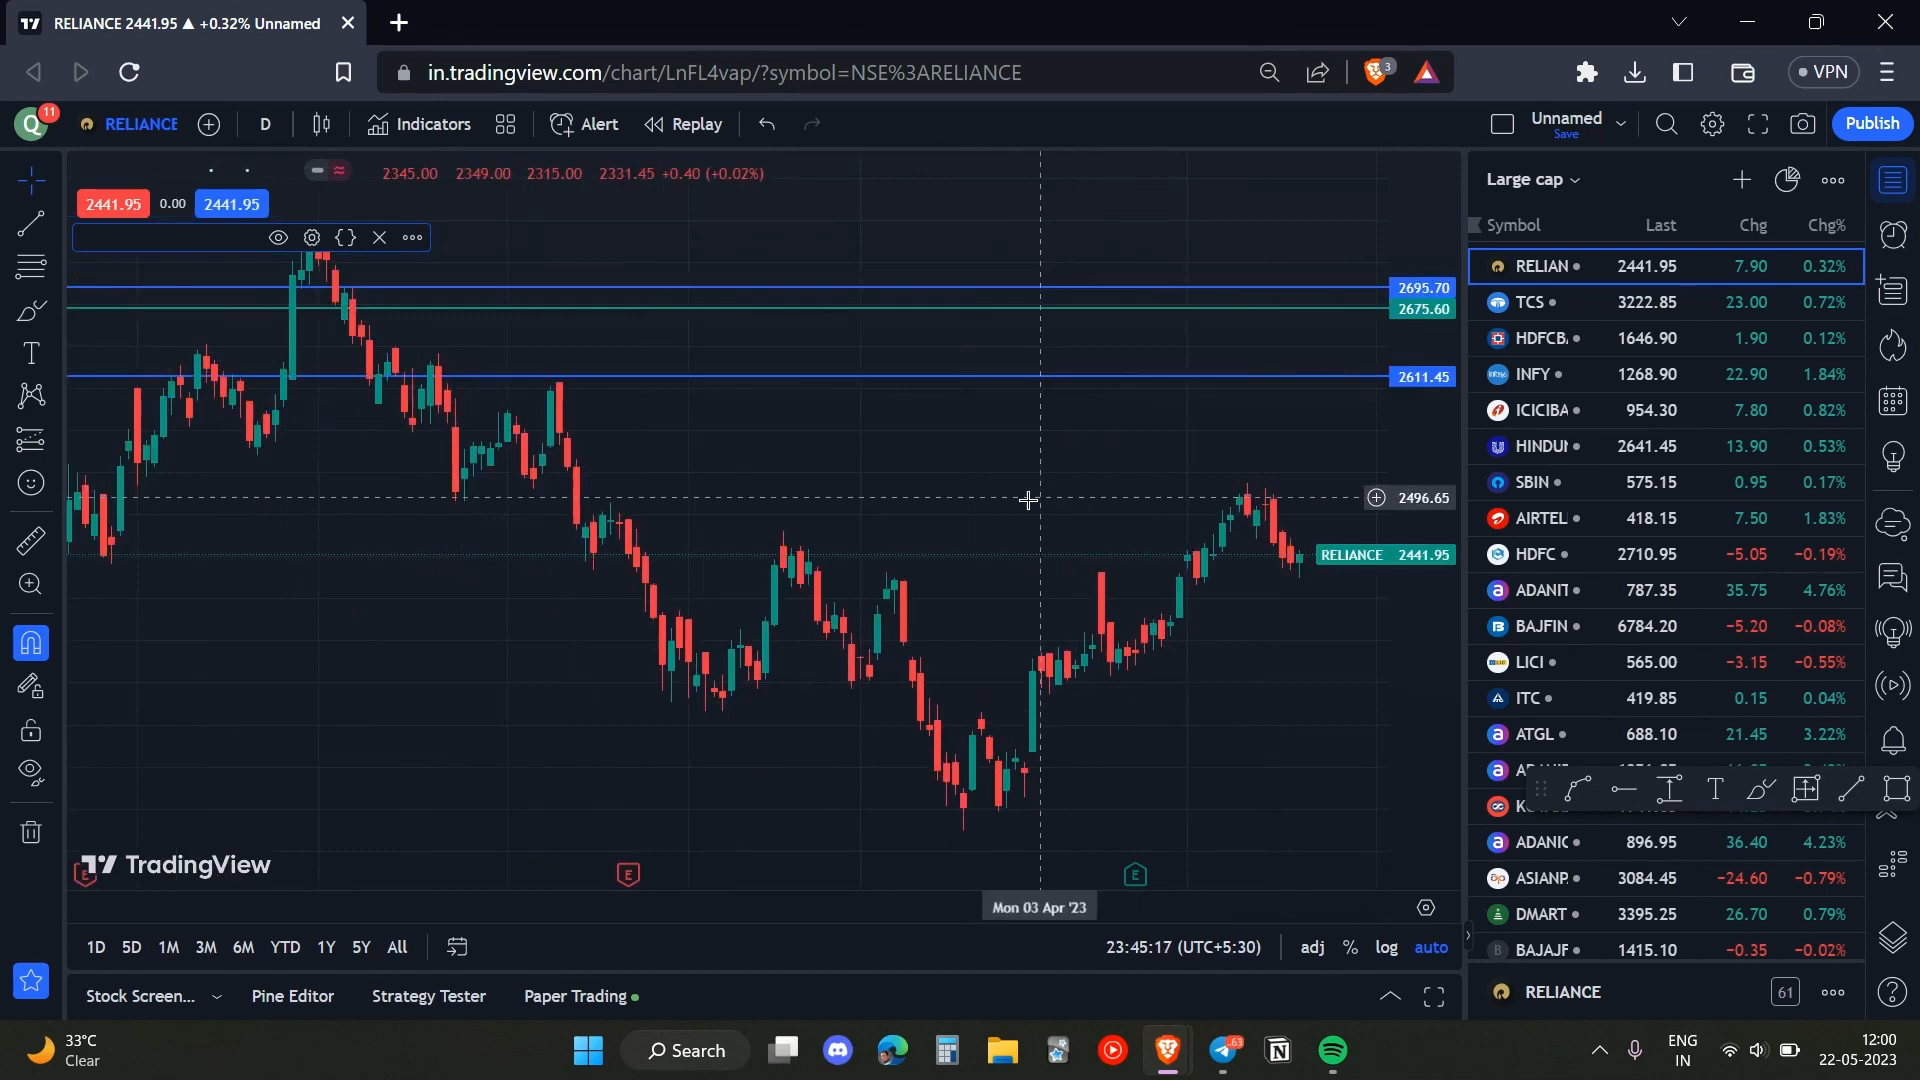 RELIANCE 2441.95 ▲ +0.32% Unnamed
in.tradingview.com/chart/LnFL4vap/?symbol=NSE%3ARELIANCE
3
VPN
Q
11
RELIANCE
D
Indicators
Alert
Replay
Unnamed
Save
Publish
2345.00 2349.00 2315.00 2331.45 +0.40 (+0.02%)
2441.95 0.00 2441.95
2695.70
2675.60
2611.45
2496.65
RELIANCE 2441.95
Large cap
Symbol Last Chg Chg%
RELIAN 2441.95 7.90 0.32%
TCS 3222.85 23.00 0.72%
HDFCB 1646.90 1.90 0.12%
INFY 1268.90 22.90 1.84%
ICICIBA 954.30 7.80 0.82%
HINDU 2641.45 13.90 0.53%
SBIN 575.15 0.95 0.17%
AIRTEL 418.15 7.50 1.83%
HDFC 2710.95 -5.05 -0.19%
ADANIT 787.35 35.75 4.76%
BAJFIN 6784.20 -5.20 -0.08%
LICI 565.00 -3.15 -0.55%
ITC 419.85 0.15 0.04%
ATGL 688.10 21.45 3.22%
ADANIC 896.95 36.40 4.23%
ASIANP 3084.45 -24.60 -0.79%
DMART 3395.25 26.70 0.79%
BAJAJF 1415.10 -0.35 -0.02%
TradingView
E
E
E
Mon 03 Apr '23
1D 5D 1M 3M 6M YTD 1Y 5Y All
23:45:17 (UTC+5:30)
adj % log auto
Stock Screen... Pine Editor Strategy Tester Paper Trading
RELIANCE
61
33°C
Clear
Search
63
ENG
IN
12:00
22-05-2023